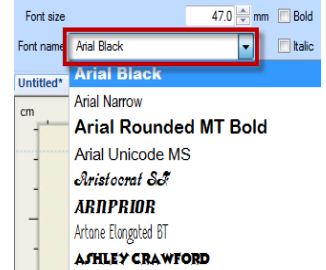 Font size 47.0 mm Bold
Font name Arial Black Italic
Untitled* Arial Black
cm Arial Narrow
Arial Rounded MT Bold
Arial Unicode MS
Aristocrat SF
ARNPRIOR
Artane Elongated BT
ASHLEY CRAWFORD